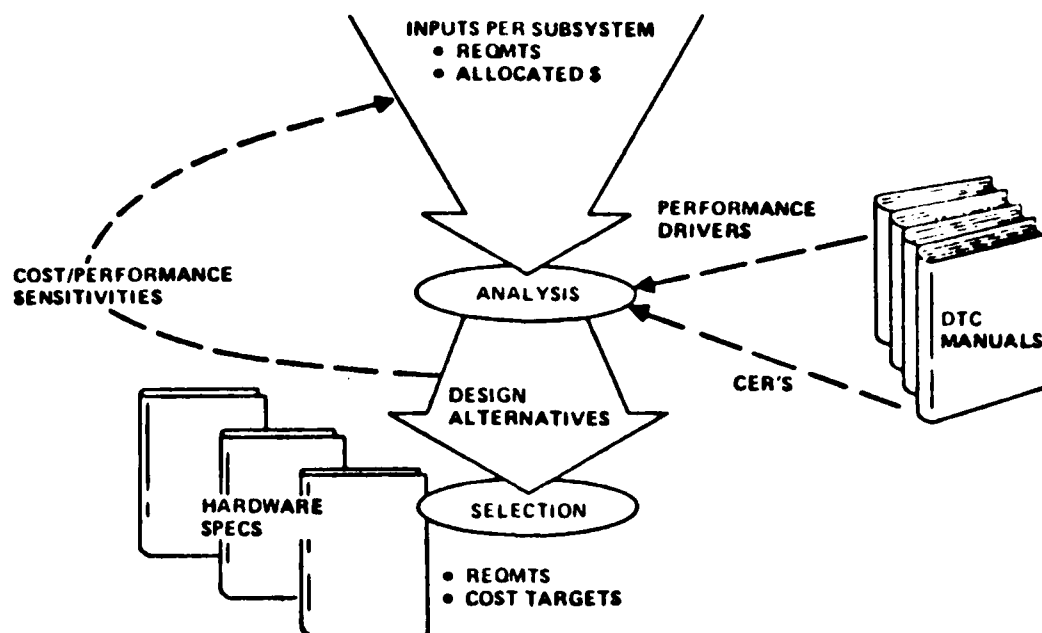 INPUTS PER SUBSYSTEM
• REQMTS
• ALLOCATED $
PERFORMANCE
DRIVERS
COST/PERFORMANCE
SENSITIVITIES
ANALYSIS
DTC
MANUALS
CER'S
DESIGN
ALTERNATIVES
HARDWARE
SPECS
SELECTION
• REQMTS
• COST TARGETS